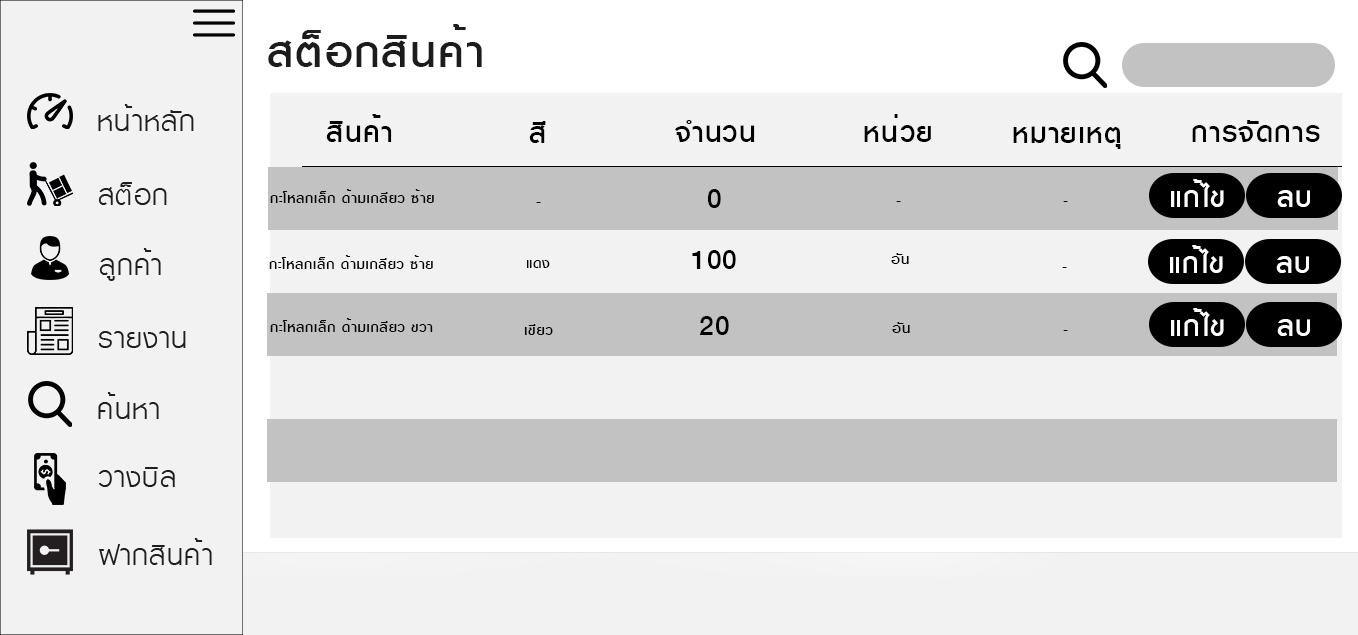 หน้าหลัก
สต็อก
ลูกค้า
รายงาน
ค้นหา
วางบิล
ฝากสินค้า
สต็อกสินค้า
สินค้า สี จำนวน หน่วย หมายเหตุ การจัดการ
กะโหลกเล็ก ด้ามเกลียว ซ้าย - 0 - - แก้ไข ลบ
กะโหลกเล็ก ด้ามเกลียว ซ้าย แดง 100 อัน - แก้ไข ลบ
กะโหลกเล็ก ด้ามเกลียว ขวา เขียว 20 อัน - แก้ไข ลบ